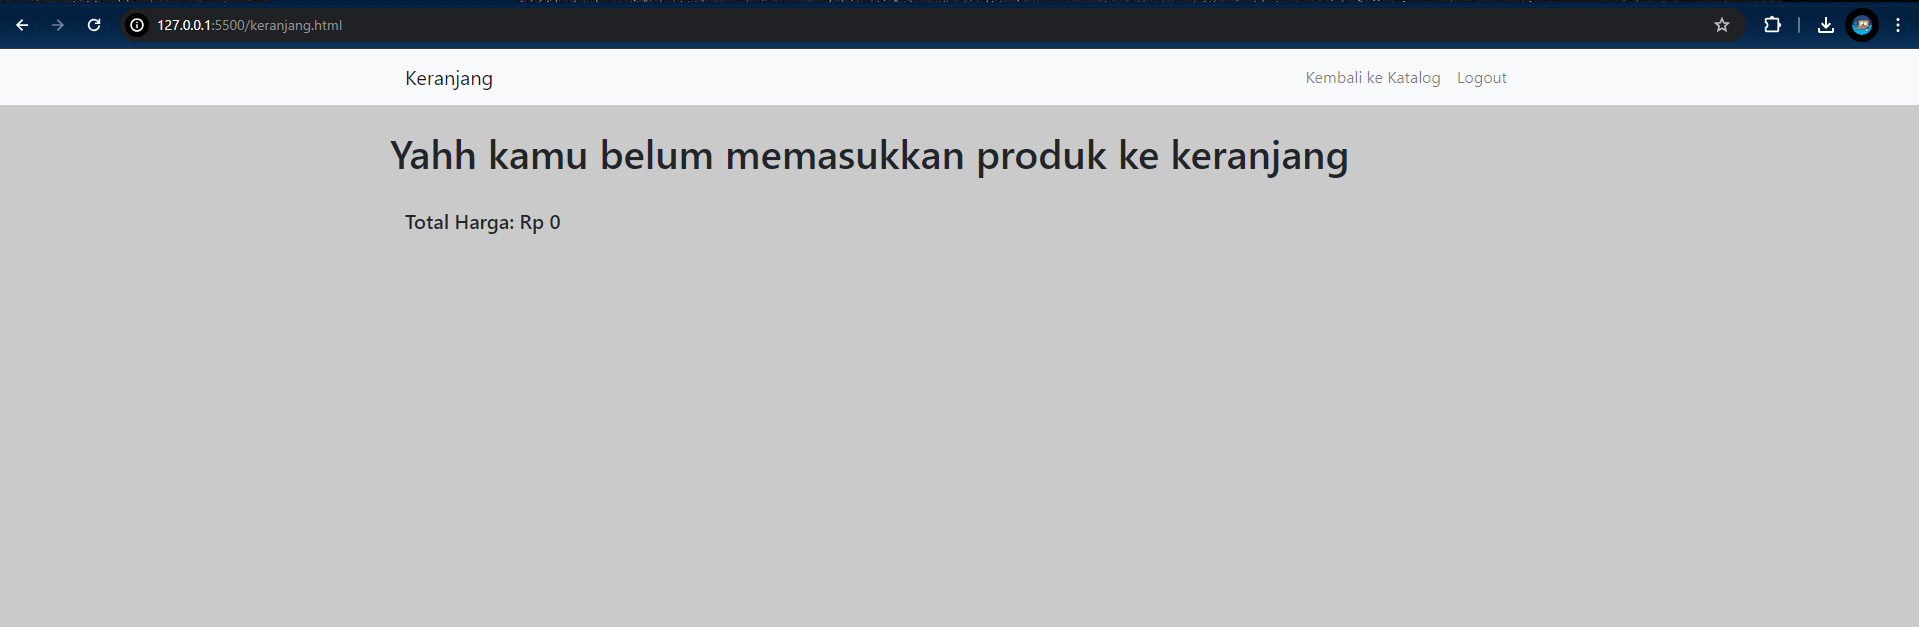 127.0.0.1:5500/keranjang.html
Keranjang
Kembali ke Katalog
Logout
Yahh kamu belum memasukkan produk ke keranjang
Total Harga: Rp 0